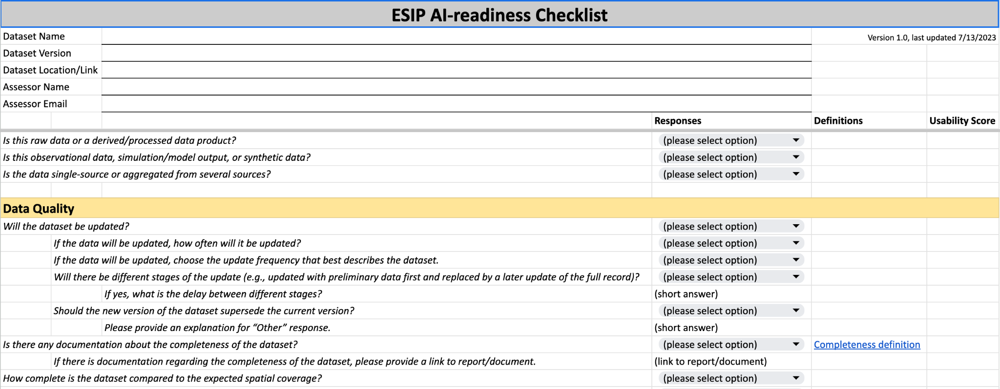 ESIP AI-readiness Checklist
Dataset Name
Version 1.0, last updated 7/13/2023
Dataset Version
Dataset Location/Link
Assessor Name
Assessor Email
Responses Definitions Usability Score
Is this raw data or a derived/processed data product? (please select option)
Is this observational data, simulation/model output, or synthetic data? (please select option)
Is the data single-source or aggregated from several sources? (please select option)
Data Quality
Will the dataset be updated? (please select option)
If the data will be updated, how often will it be updated? (please select option)
If the data will be updated, choose the update frequency that best describes the dataset. (please select option)
Will there be different stages of the update (e.g., updated with preliminary data first and replaced by a later update of the full record)? (please select option)
If yes, what is the delay between different stages? (short answer)
Should the new version of the dataset supersede the current version? (please select option)
Please provide an explanation for “Other” response. (short answer)
Is there any documentation about the completeness of the dataset? (please select option) Completeness definition
If there is documentation regarding the completeness of the dataset, please provide a link to report/document. (link to report/document)
How complete is the dataset compared to the expected spatial coverage? (please select option)